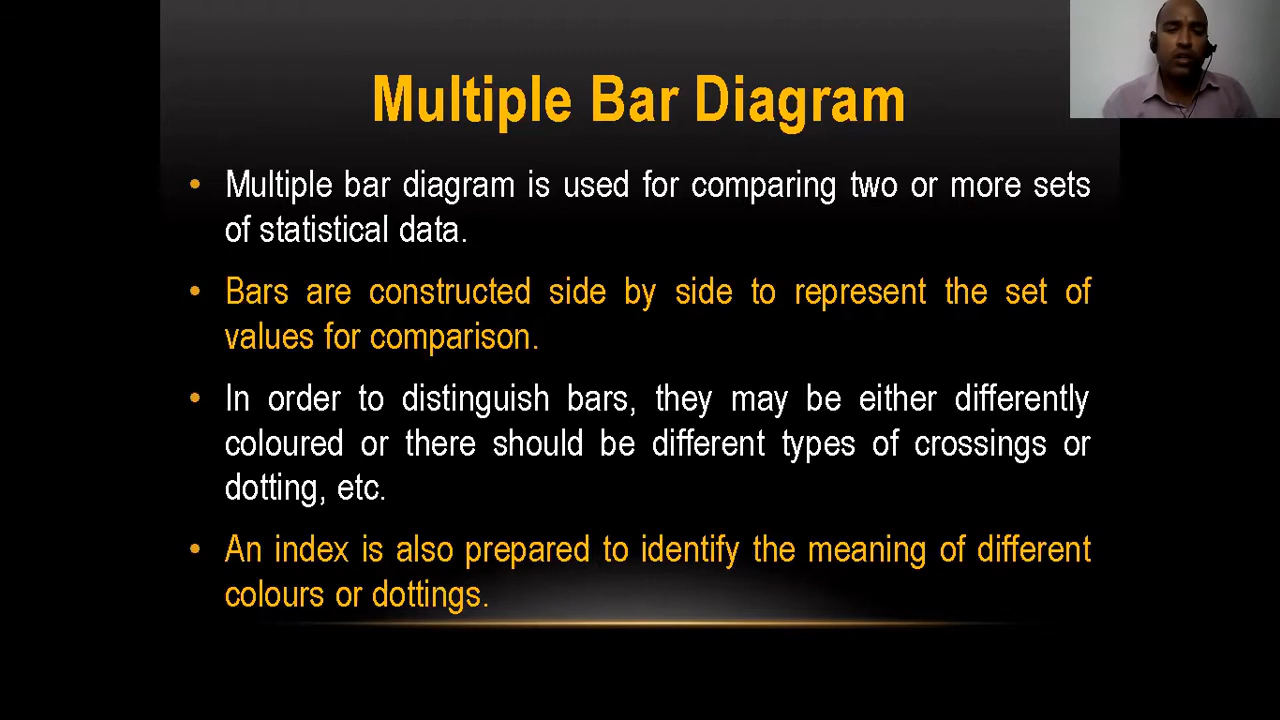 Multiple Bar Diagram
• Multiple bar diagram is used for comparing two or more sets
of statistical data.
• Bars are constructed side by side to represent the set of
values for comparison.
• In order to distinguish bars, they may be either differently
coloured or there should be different types of crossings or
dotting, etc.
• An index is also prepared to identify the meaning of different
colours or dottings.